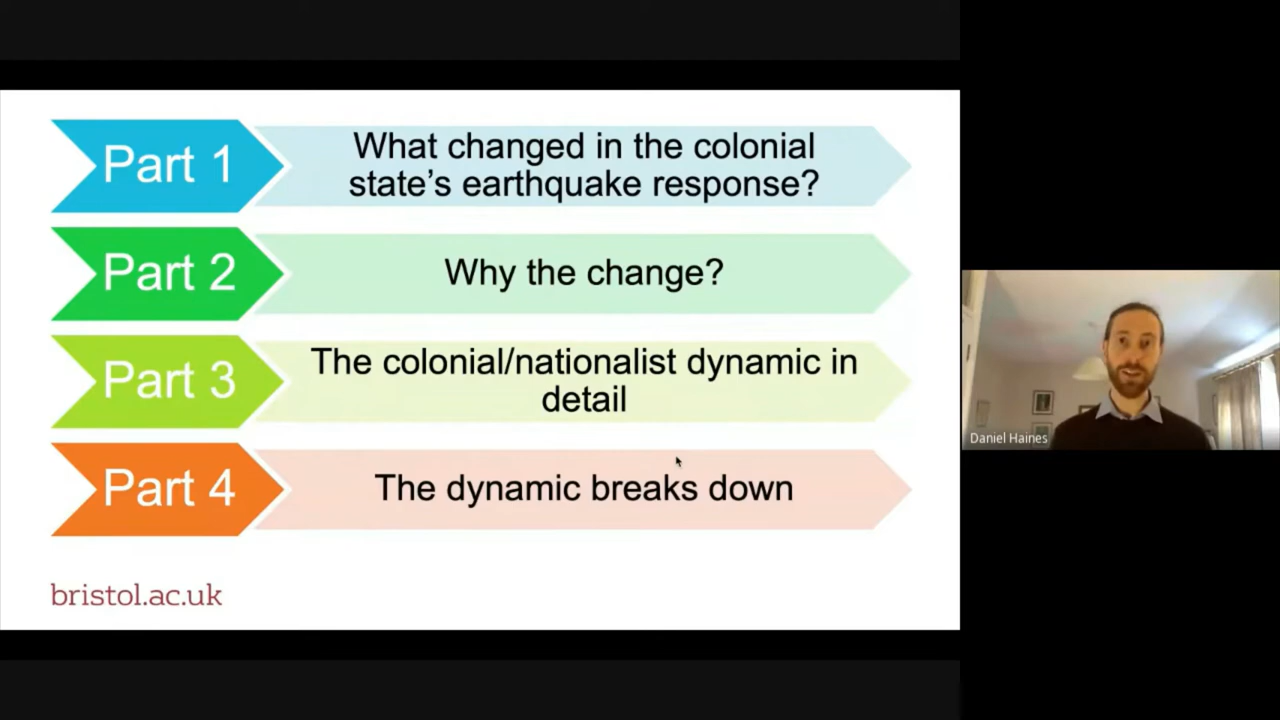 Part 1
What changed in the colonial
state’s earthquake response?
Part 2
Why the change?
Part 3
The colonial/nationalist dynamic in
detail
Part 4
The dynamic breaks down
bristol.ac.uk
Daniel Haines